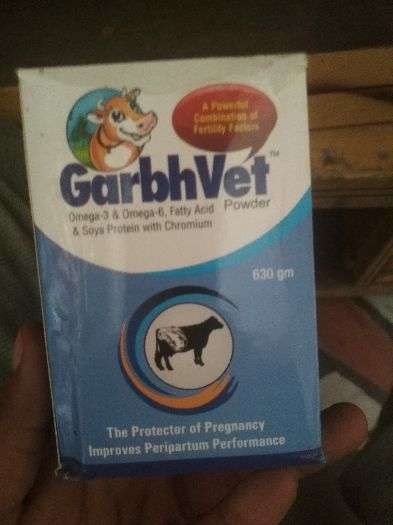 A Powerful
Combination of
Fertility Factors
GarbhVet™
Powder
Omega-3 & Omega-6, Fatty Acid
& Soya Protein with Chromium
630 gm
The Protector of Pregnancy
Improves Peripartum Performance